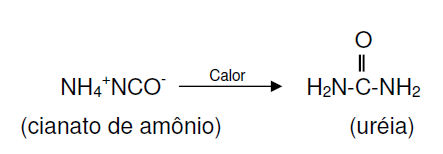 O
||
NH₄⁺NCO⁻ Calor H₂N-C-NH₂
(cianato de amônio) (uréia)